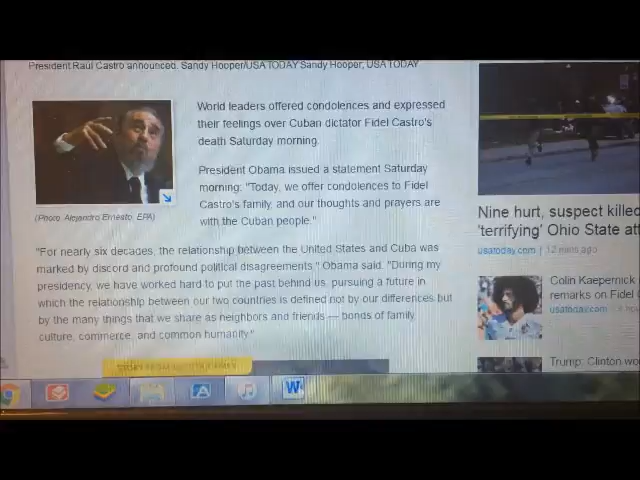 President Raul Castro announced. Sandy Hooper/USA TODAY Sandy Hooper, USA TODAY
World leaders offered condolences and expressed
their feelings over Cuban dictator Fidel Castro's
death Saturday morning.
President Obama issued a statement Saturday
morning: "Today, we offer condolences to Fidel
Castro's family, and our thoughts and prayers are
with the Cuban people."
(Photo: Alejandro Ernesto, EPA)
"For nearly six decades, the relationship between the United States and Cuba was
marked by discord and profound political disagreements," Obama said. "During my
presidency, we have worked hard to put the past behind us, pursuing a future in
which the relationship between our two countries is defined not by our differences but
by the many things that we share as neighbors and friends — bonds of family,
culture, commerce, and common humanity."
Nine hurt, suspect killed
'terrifying' Ohio State att
usatoday.com | 12 mins ago
Colin Kaepernick
remarks on Fidel
usatoday.com
Trump: Clinton wo
W